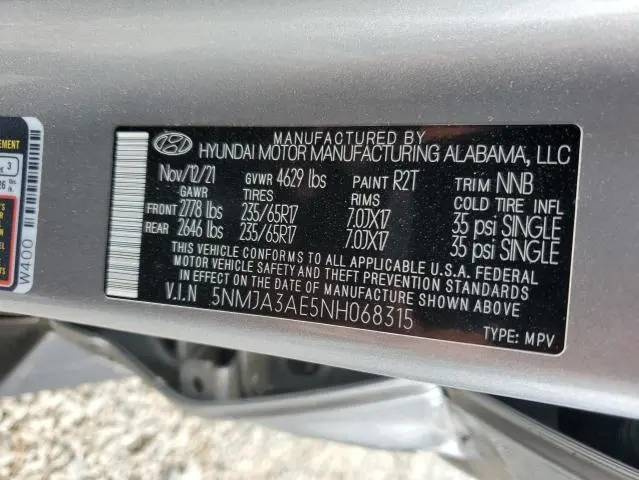 MANUFACTURED BY
HYUNDAI MOTOR MANUFACTURING ALABAMA, LLC
Nov/12/21 GVWR 4629 lbs PAINT R2T TRIM NNB
GAWR TIRES RIMS COLD TIRE INFL
FRONT 2778 lbs 235/65R17 7.0JX17 35 psi SINGLE
REAR 2646 lbs 235/65R17 7.0JX17 35 psi SINGLE
THIS VEHICLE CONFORMS TO ALL APPLICABLE U.S.A. FEDERAL
MOTOR VEHICLE SAFETY AND THEFT PREVENTION STANDARDS
IN EFFECT ON THE DATE OF MANUFACTURE SHOWN ABOVE
V.I.N 5NMJA3AE5NH068315
TYPE: MPV
3
W400